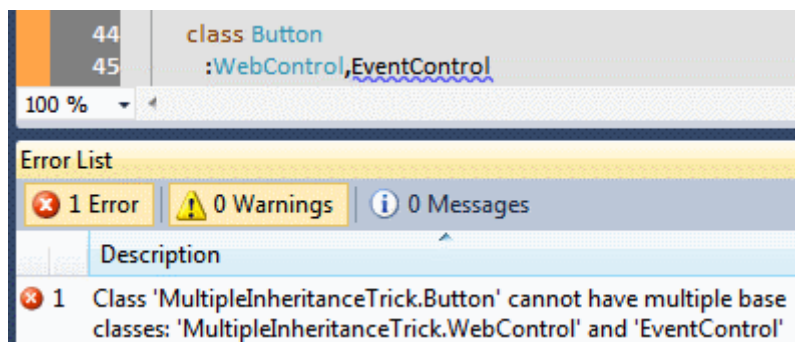 44 class Button
45 :WebControl,EventControl
100 %
Error List
1 Error 0 Warnings 0 Messages
Description
1 Class 'MultipleInheritanceTrick.Button' cannot have multiple base
classes: 'MultipleInheritanceTrick.WebControl' and 'EventControl'